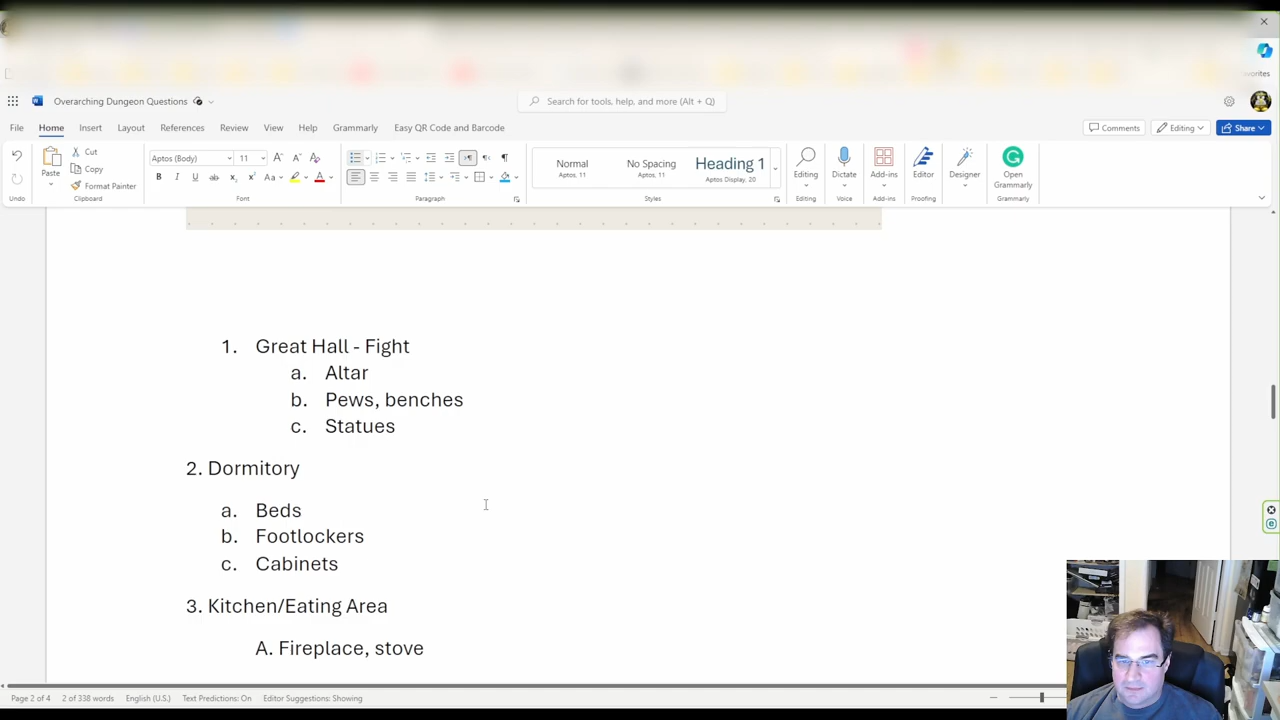 Overarching Dungeon Questions
Search for tools, help, and more (Alt + Q)
File Home Insert Layout References Review View Help Grammarly Easy QR Code and Barcode
Comments Editing Share
Paste Cut Copy Format Painter
Aptos (Body) 11
Normal
Aptos, 11
No Spacing
Aptos, 11
Heading 1
Aptos Display, 20
Editing Dictate Add-ins Editor Designer Open Grammarly
Undo Clipboard Font Paragraph Styles Voice Add-ins Proofing Grammarly
1. Great Hall - Fight
a. Altar
b. Pews, benches
c. Statues
2. Dormitory
a. Beds
b. Footlockers
c. Cabinets
3. Kitchen/Eating Area
A. Fireplace, stove
Page 2 of 4 2 of 338 words English (U.S.) Text Predictions: On Editor Suggestions: Showing